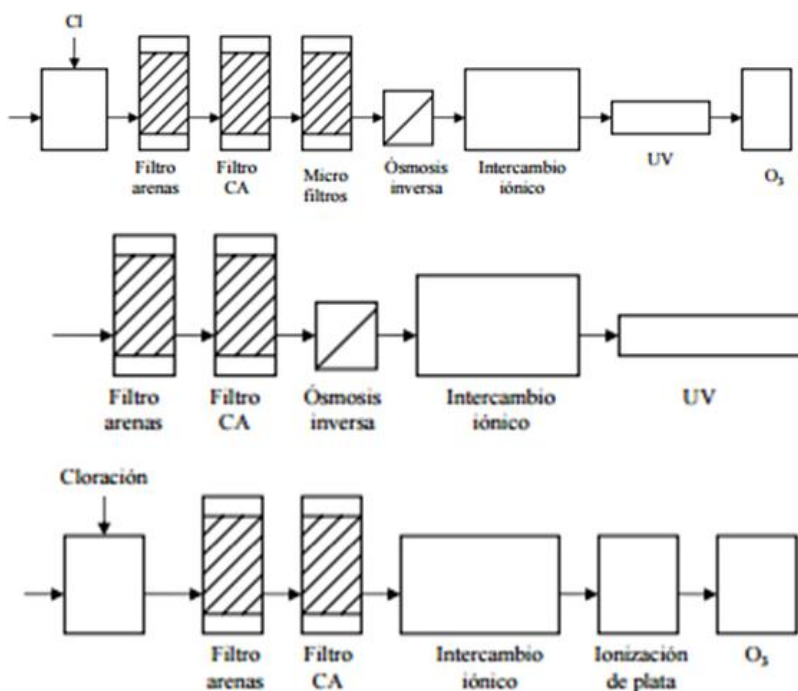 Cl
Filtro
arenas
Filtro
CA
Micro
filtros
Ósmosis
inversa
Intercambio
iónico
UV
O₃
Filtro
arenas
Filtro
CA
Ósmosis
inversa
Intercambio
iónico
UV
Cloración
Filtro
arenas
Filtro
CA
Intercambio
iónico
Ionización
de plata
O₃